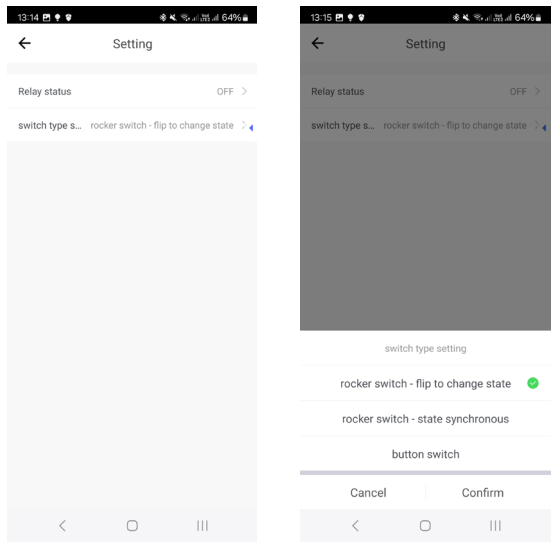 13:14
64%
Setting
Relay status OFF
switch type s... rocker switch - flip to change state
13:15
64%
Setting
Relay status OFF
switch type s... rocker switch - flip to change state
switch type setting
rocker switch - flip to change state
rocker switch - state synchronous
button switch
Cancel Confirm